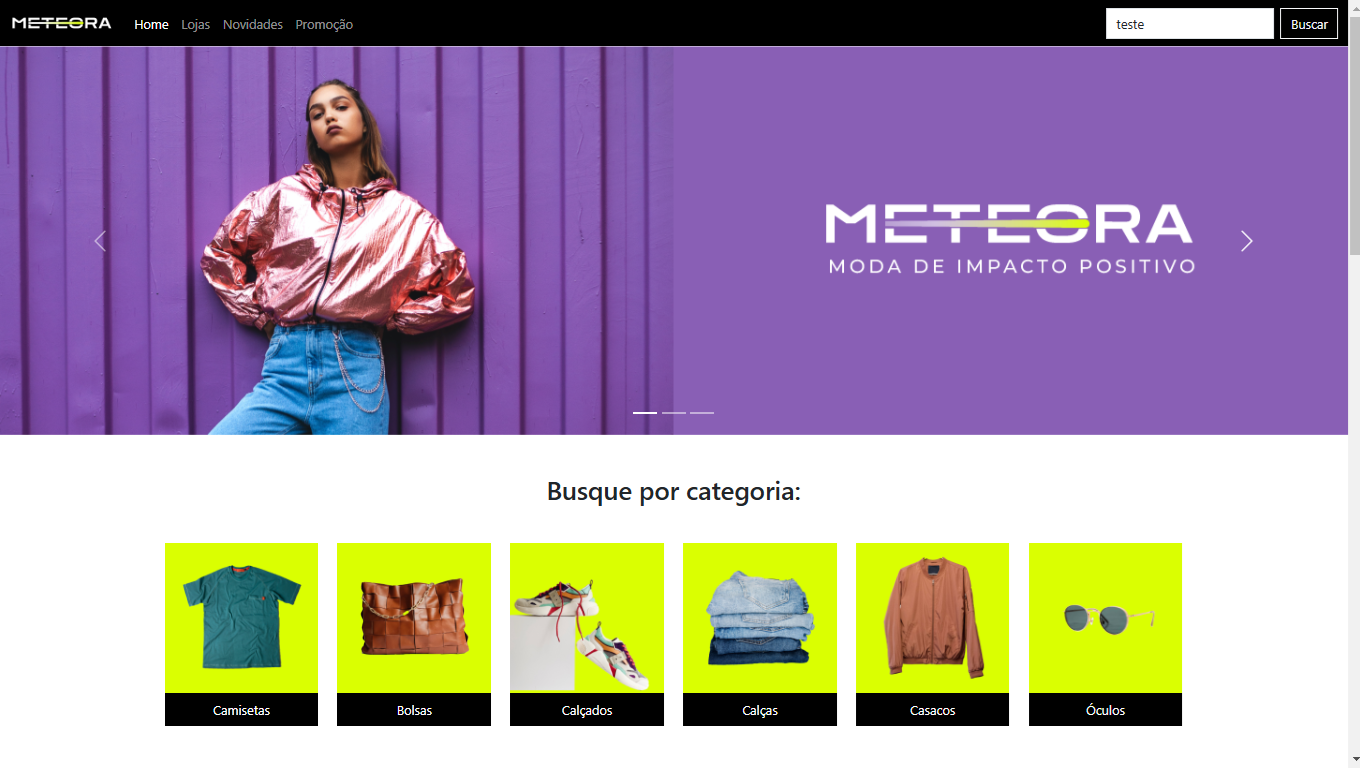 METEORA Home Lojas Novidades Promoção teste Buscar
METEORA
MODA DE IMPACTO POSITIVO
Busque por categoria:
Camisetas Bolsas Calçados Calças Casacos Óculos